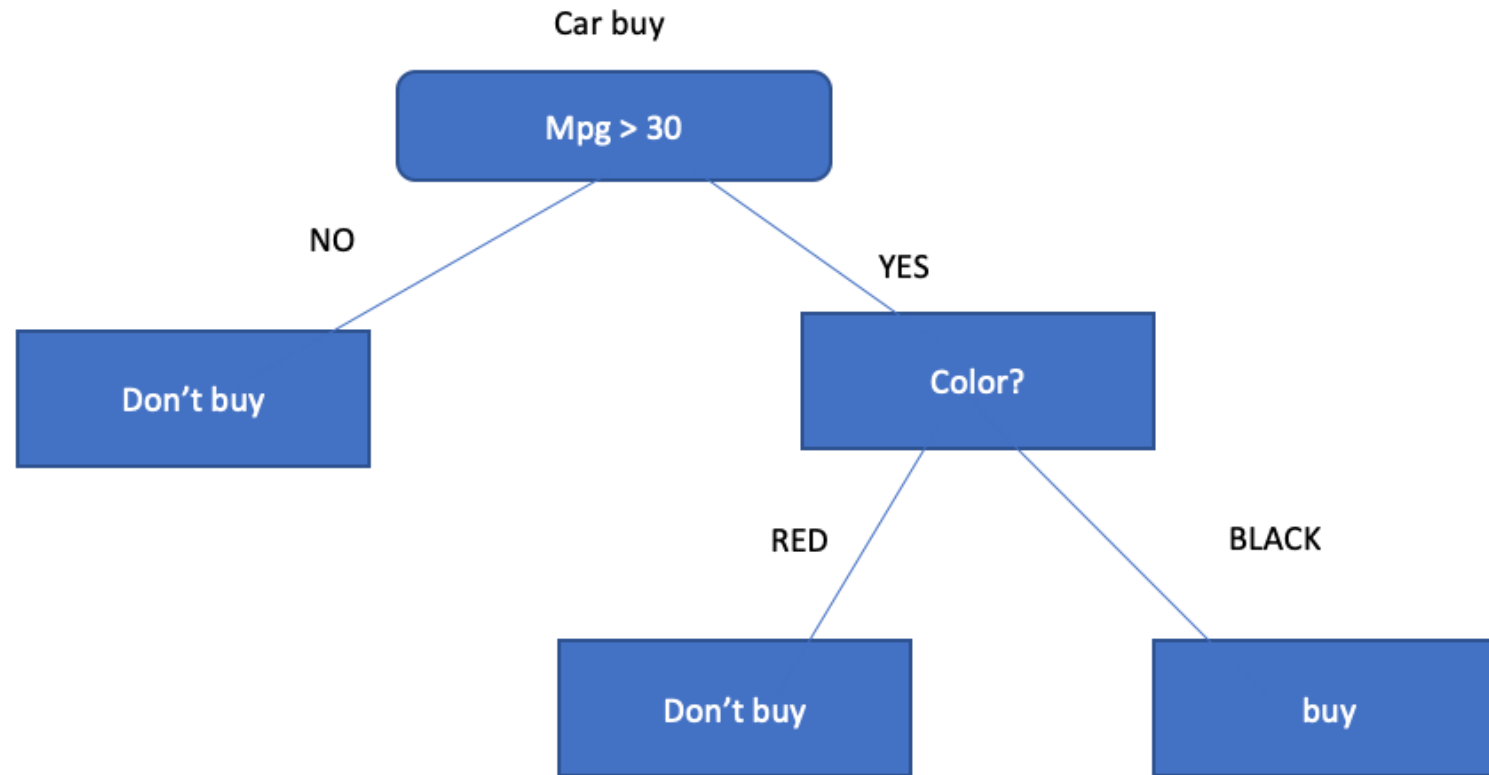 Car buy
Mpg > 30
NO
YES
Don’t buy
Color?
RED
BLACK
Don’t buy
buy